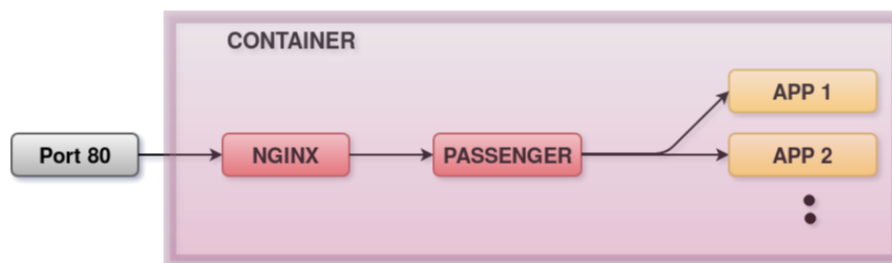 CONTAINER
APP 1
Port 80
NGINX
PASSENGER
APP 2